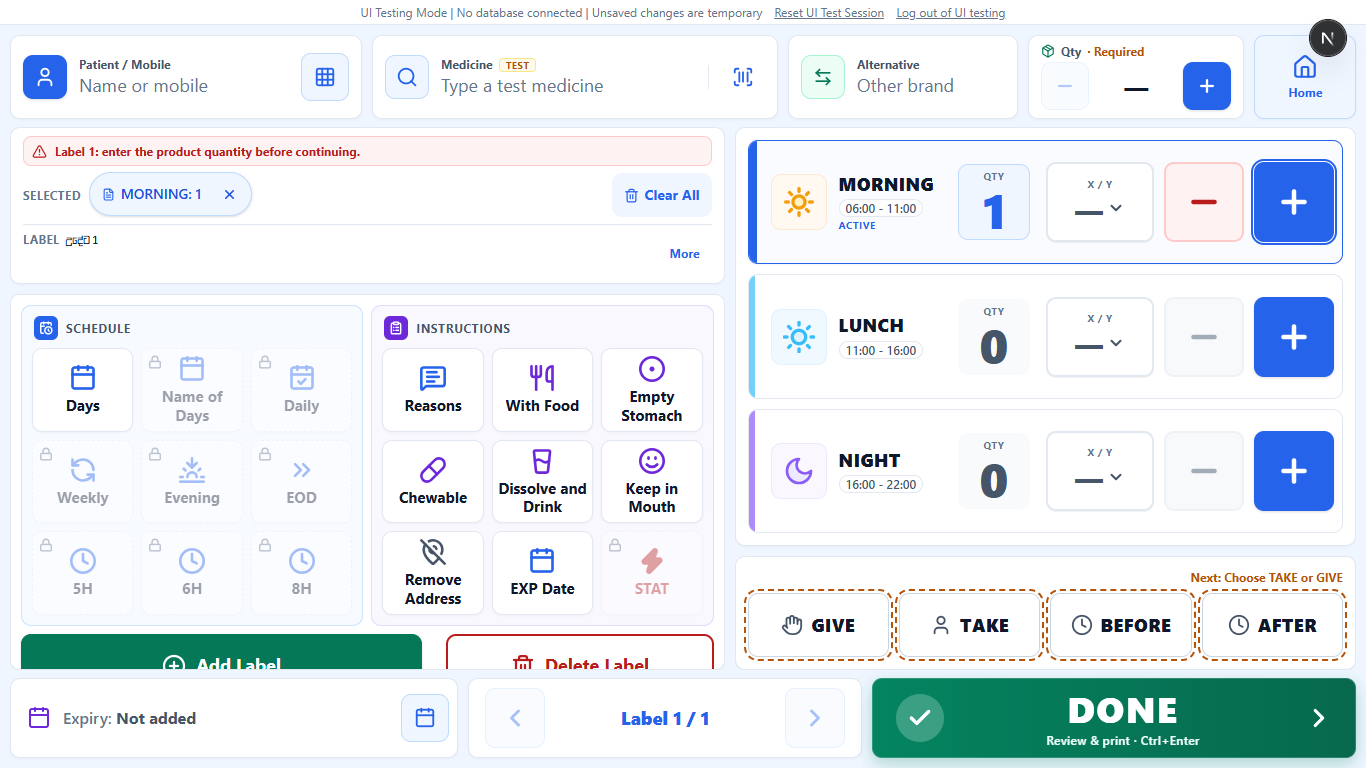 UI Testing Mode | No database connected | Unsaved changes are temporary Reset UI Test Session Log out of UI testing
Patient / Mobile
Name or mobile
Medicine TEST
Type a test medicine
Alternative
Other brand
Qty · Required
—
N
Home
Label 1: enter the product quantity before continuing.
SELECTED MORNING: 1
Clear All
LABEL 1
More
SCHEDULE
Days
Name of Days
Daily
Weekly
Evening
EOD
5H
6H
8H
INSTRUCTIONS
Reasons
With Food
Empty Stomach
Chewable
Dissolve and Drink
Keep in Mouth
Remove Address
EXP Date
STAT
Add Label
Delete Label
MORNING
06:00 - 11:00
ACTIVE
QTY
1
X / Y
—
LUNCH
11:00 - 16:00
QTY
0
X / Y
—
NIGHT
16:00 - 22:00
QTY
0
X / Y
—
Next: Choose TAKE or GIVE
GIVE
TAKE
BEFORE
AFTER
Expiry: Not added
Label 1 / 1
DONE
Review & print · Ctrl+Enter